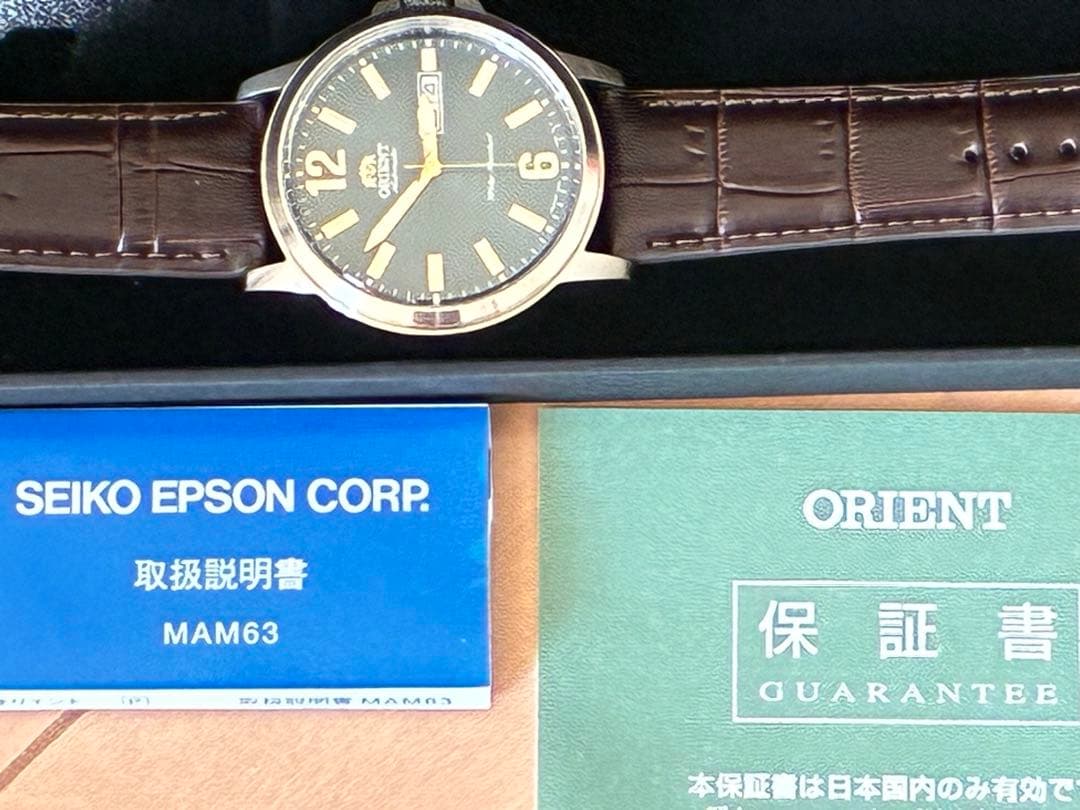 12
6
ORIENT
SEIKO EPSON CORP.
取扱説明書
MAM63
取扱説明書 MAM63
ORIENT
保証書
GUARANTEE
本保証書は日本国内のみ有効で